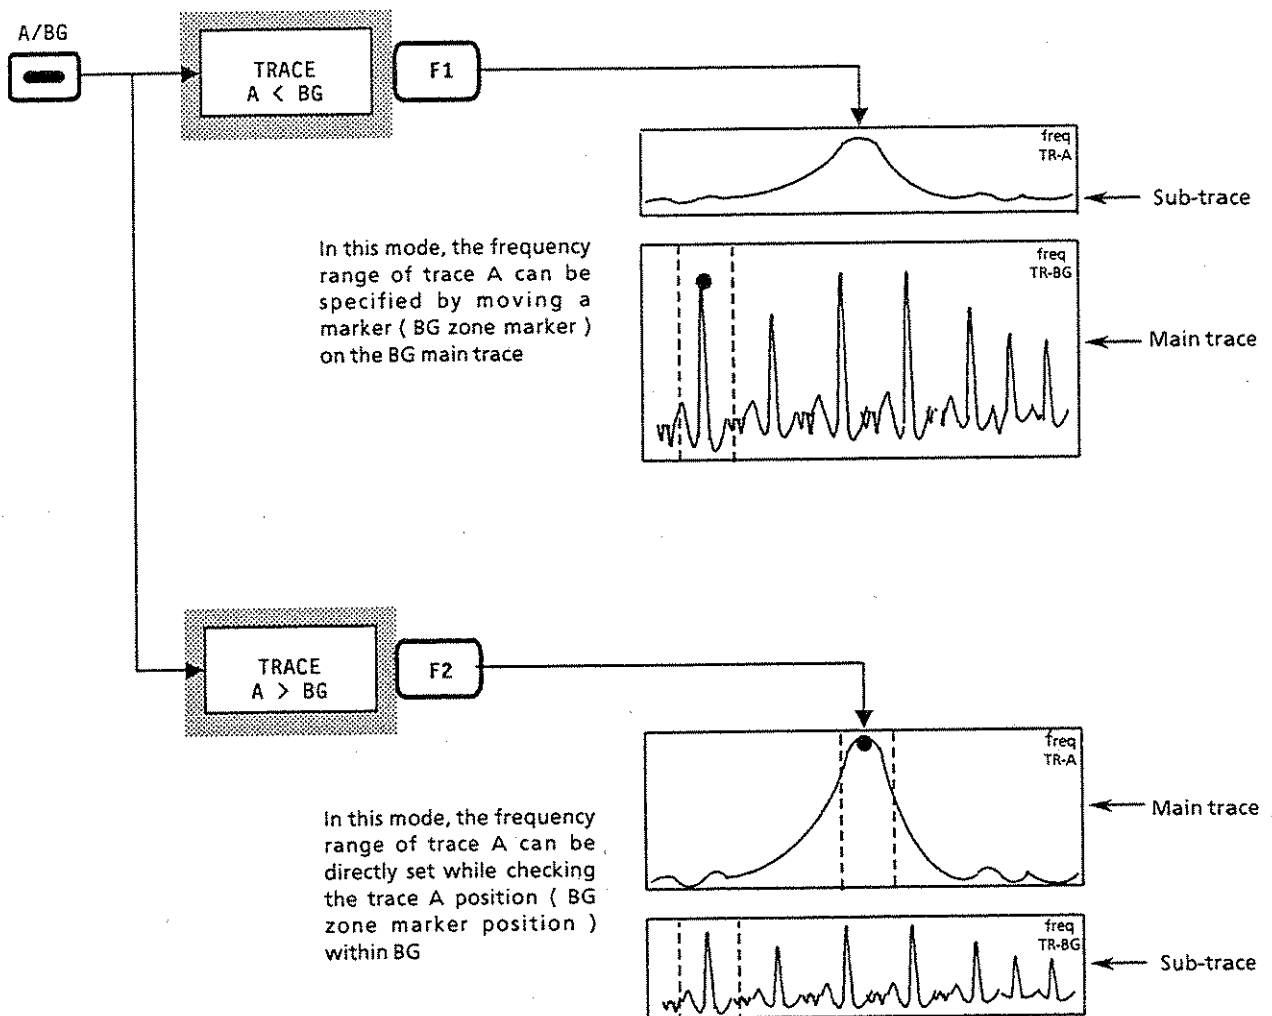 A/BG
TRACE
A < BG
F1
freq
TR-A
Sub-trace
In this mode, the frequency
range of trace A can be
specified by moving a
marker ( BG zone marker )
on the BG main trace
freq
TR-BG
Main trace
TRACE
A > BG
F2
freq
TR-A
Main trace
In this mode, the frequency
range of trace A can be
directly set while checking
the trace A position ( BG
zone marker position )
within BG
freq
TR-BG
Sub-trace